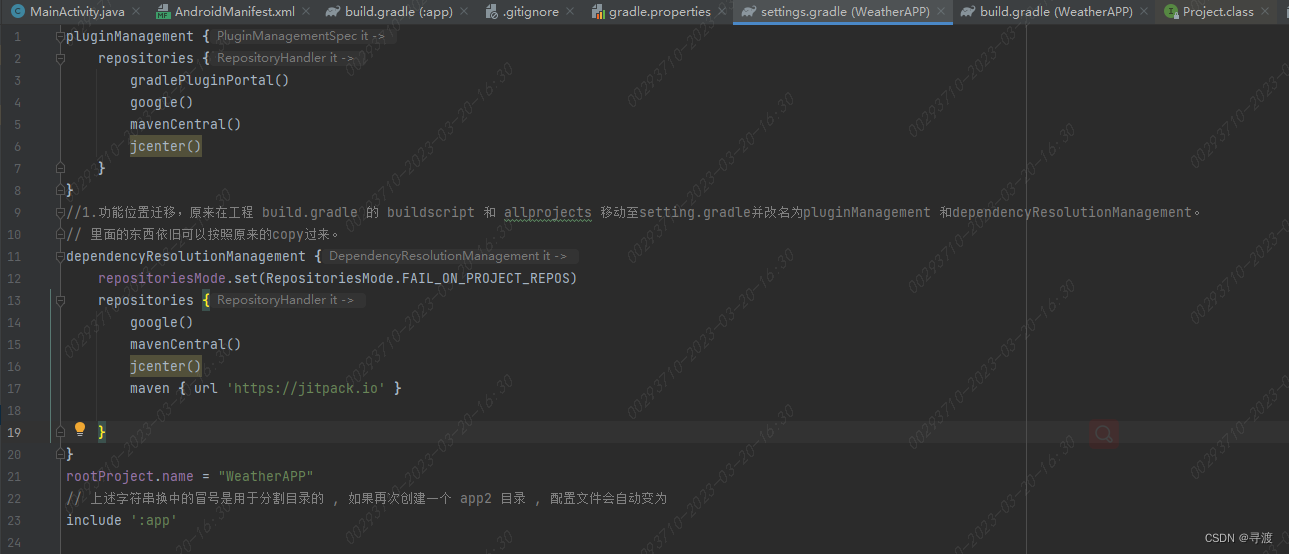 MainActivity.java AndroidManifest.xml build.gradle (:app) .gitignore gradle.properties settings.gradle (WeatherAPP) build.gradle (WeatherAPP) Project.class
1 pluginManagement { PluginManagementSpec it ->
2 repositories { RepositoryHandler it ->
3 gradlePluginPortal()
4 google()
5 mavenCentral()
6 jcenter()
7 }
8 }
9 //1.功能位置迁移，原来在工程 build.gradle 的 buildscript 和 allprojects 移动至setting.gradle并改名为pluginManagement 和dependencyResolutionManagement。
10 // 里面的东西依旧可以按照原来的copy过来。
11 dependencyResolutionManagement { DependencyResolutionManagement it ->
12 repositoriesMode.set(RepositoriesMode.FAIL_ON_PROJECT_REPOS)
13 repositories { RepositoryHandler it ->
14 google()
15 mavenCentral()
16 jcenter()
17 maven { url 'https://jitpack.io' }
18
19 }
20 }
21 rootProject.name = "WeatherAPP"
22 // 上述字符串换中的冒号是用于分割目录的 , 如果再次创建一个 app2 目录 , 配置文件会自动变为
23 include ':app'
24
00293710-2023-03-20-16:30
CSDN @寻渡